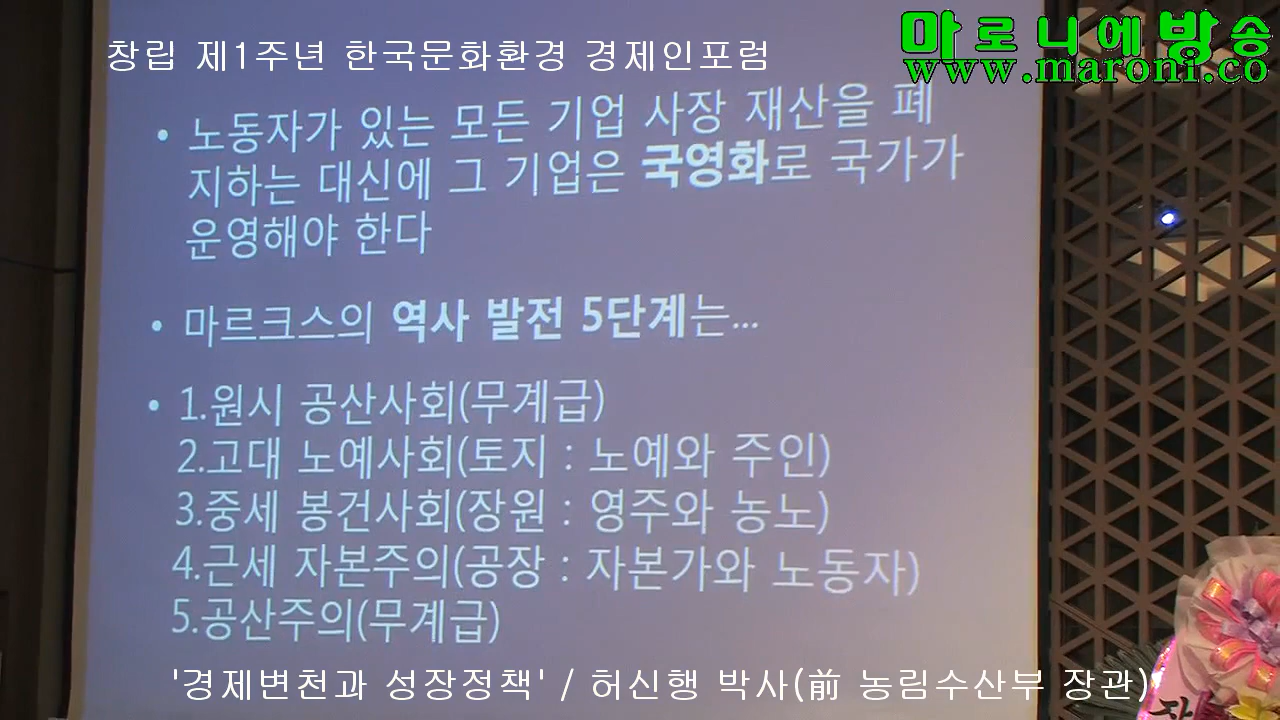 마로니에방송
www.maroni.co
창립 제1주년 한국문화환경 경제인포럼
• 노동자가 있는 모든 기업 사장 재산을 폐
지하는 대신에 그 기업은 국영화로 국가가
운영해야 한다
• 마르크스의 역사 발전 5단계는...
• 1.원시 공산사회(무계급)
2.고대 노예사회(토지 : 노예와 주인)
3.중세 봉건사회(장원 : 영주와 농노)
4.근세 자본주의(공장 : 자본가와 노동자)
5.공산주의(무계급)
'경제변천과 성장정책' / 허신행 박사(前 농림수산부 장관)